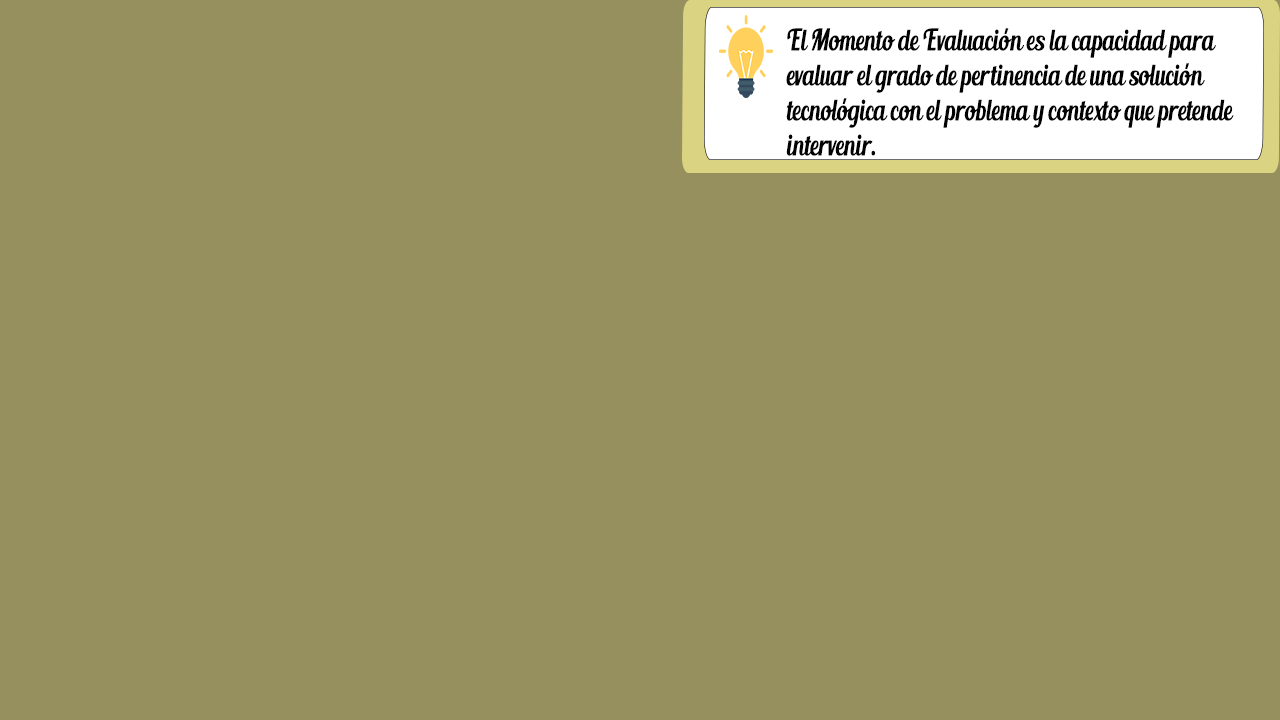 El Momento de Evaluación es la capacidad para
evaluar el grado de pertinencia de una solución
tecnológica con el problema y contexto que pretende
intervenir.